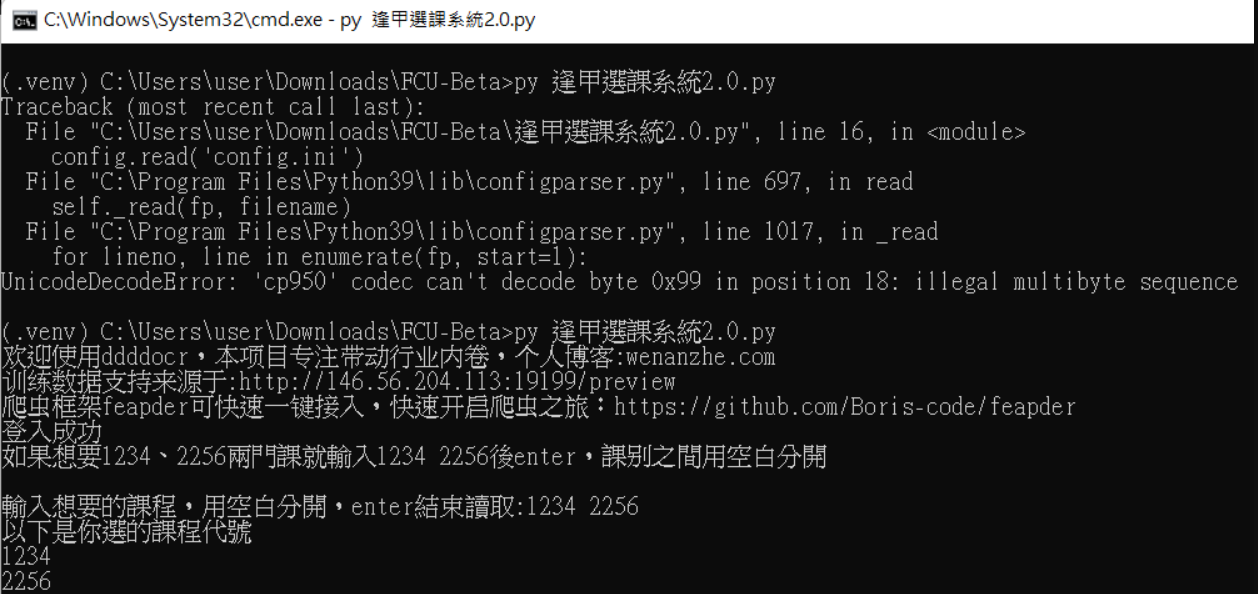 C:\Windows\System32\cmd.exe - py 逢甲選課系統2.0.py
(.venv) C:\Users\user\Downloads\FCU-Beta>py 逢甲選課系統2.0.py
Traceback (most recent call last):
  File "C:\Users\user\Downloads\FCU-Beta\逢甲選課系統2.0.py", line 16, in <module>
    config.read('config.ini')
  File "C:\Program Files\Python39\lib\configparser.py", line 697, in read
    self._read(fp, filename)
  File "C:\Program Files\Python39\lib\configparser.py", line 1017, in _read
    for lineno, line in enumerate(fp, start=1):
UnicodeDecodeError: 'cp950' codec can't decode byte 0x99 in position 18: illegal multibyte sequence
(.venv) C:\Users\user\Downloads\FCU-Beta>py 逢甲選課系統2.0.py
欢迎使用ddddocr，本项目专注带动行业内卷，个人博客:wenanzhe.com
训练数据支持来源于:http://146.56.204.113:19199/preview
爬虫框架feapder可快速一键接入，快速开启爬虫之旅：https://github.com/Boris-code/feapder
登入成功
如果想要1234、2256兩門課就輸入1234 2256後enter，課別之間用空白分開
輸入想要的課程，用空白分開，enter結束讀取:1234 2256
以下是你選的課程代號
1234
2256